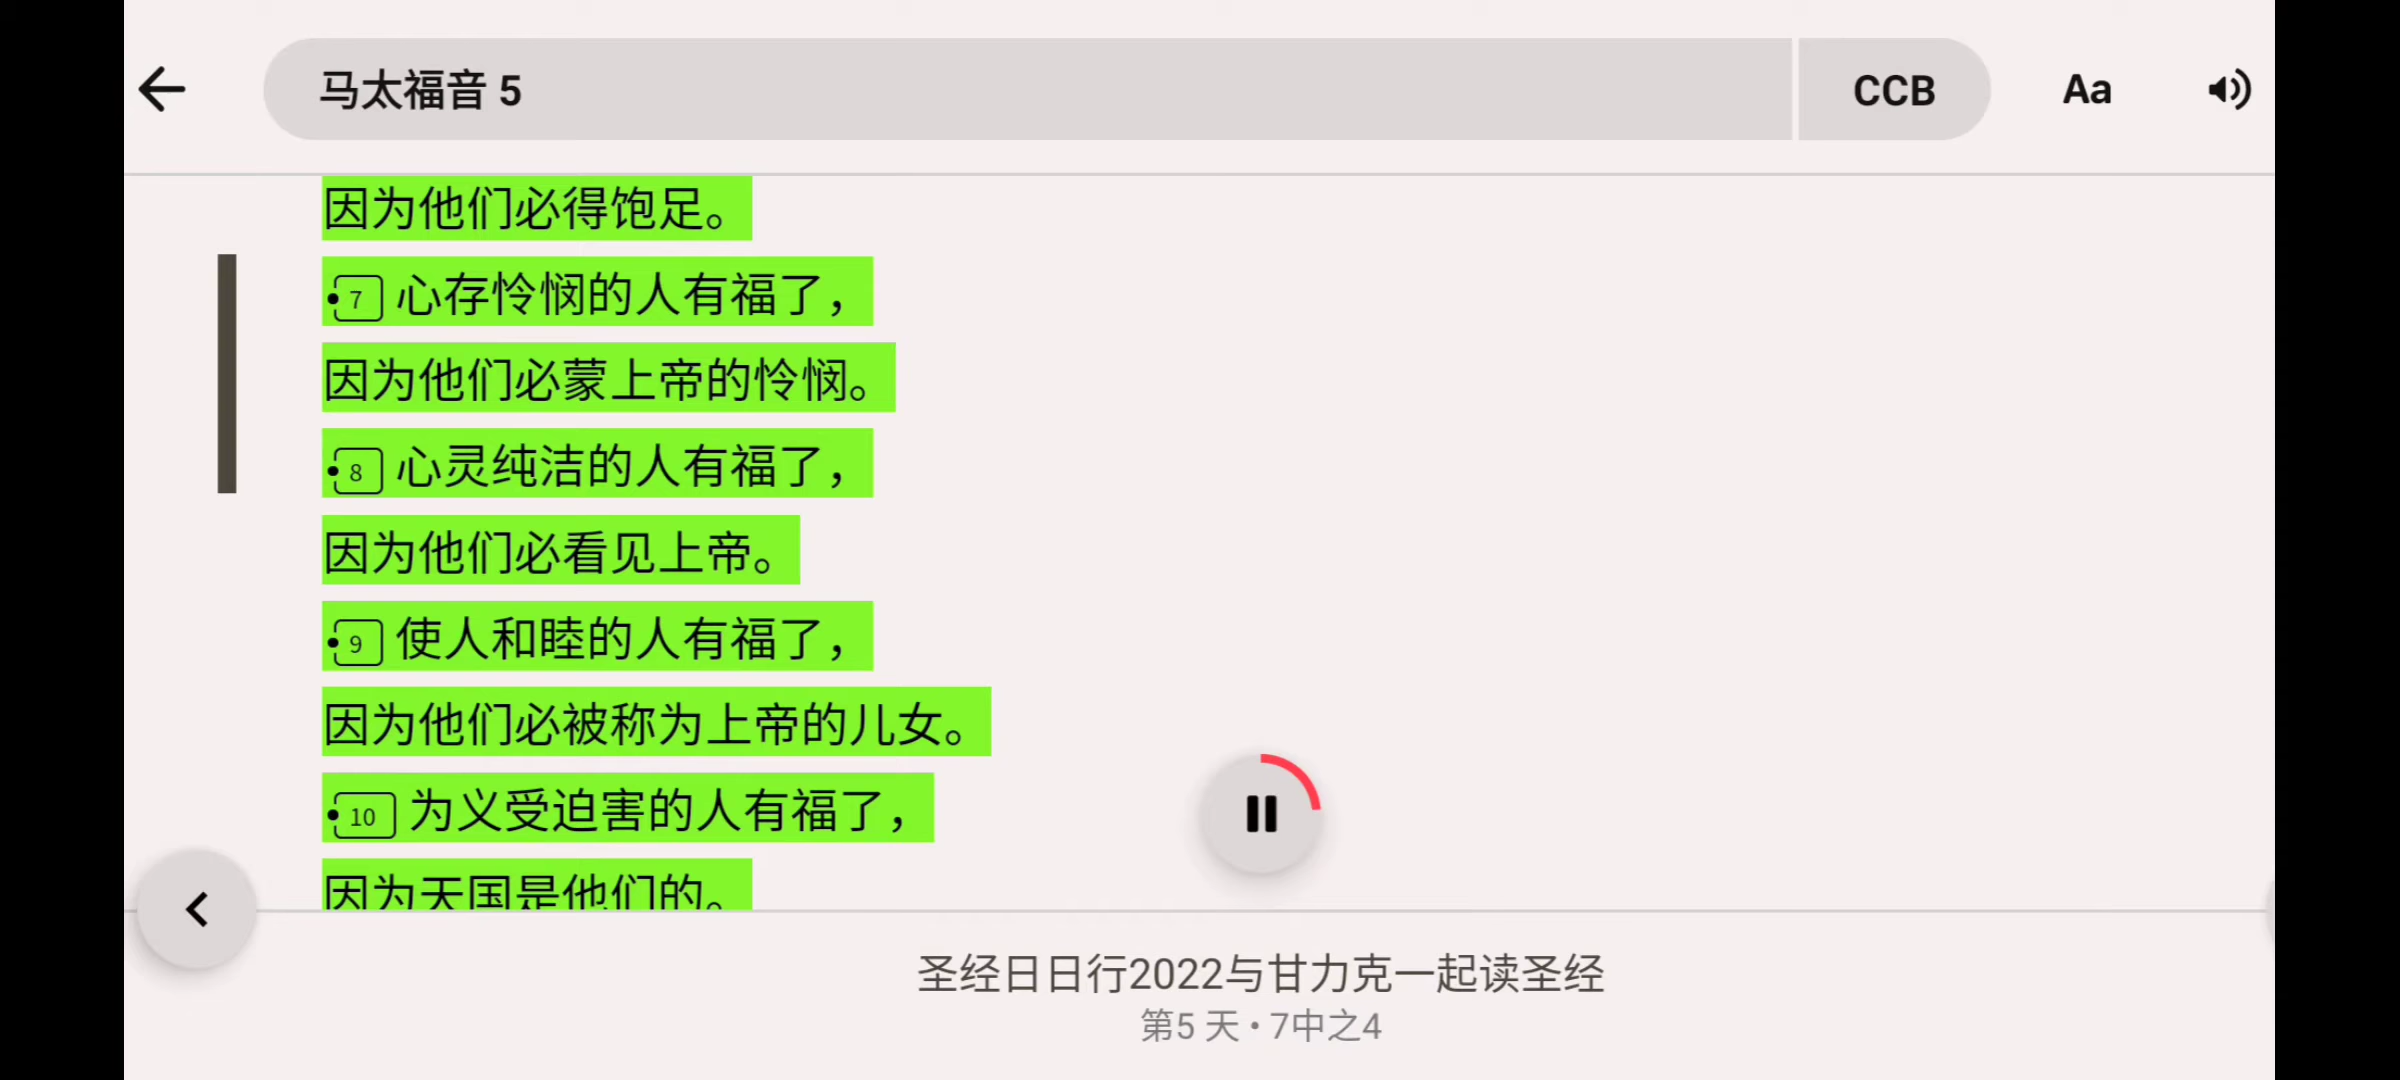 马太福音 5
CCB
Aa
因为他们必得饱足。
7 心存怜悯的人有福了，
因为他们必蒙上帝的怜悯。
8 心灵纯洁的人有福了，
因为他们必看见上帝。
9 使人和睦的人有福了，
因为他们必被称为上帝的儿女。
10 为义受迫害的人有福了，
因为天国是他们的。
圣经日日行2022与甘力克一起读圣经
第5 天 • 7中之4